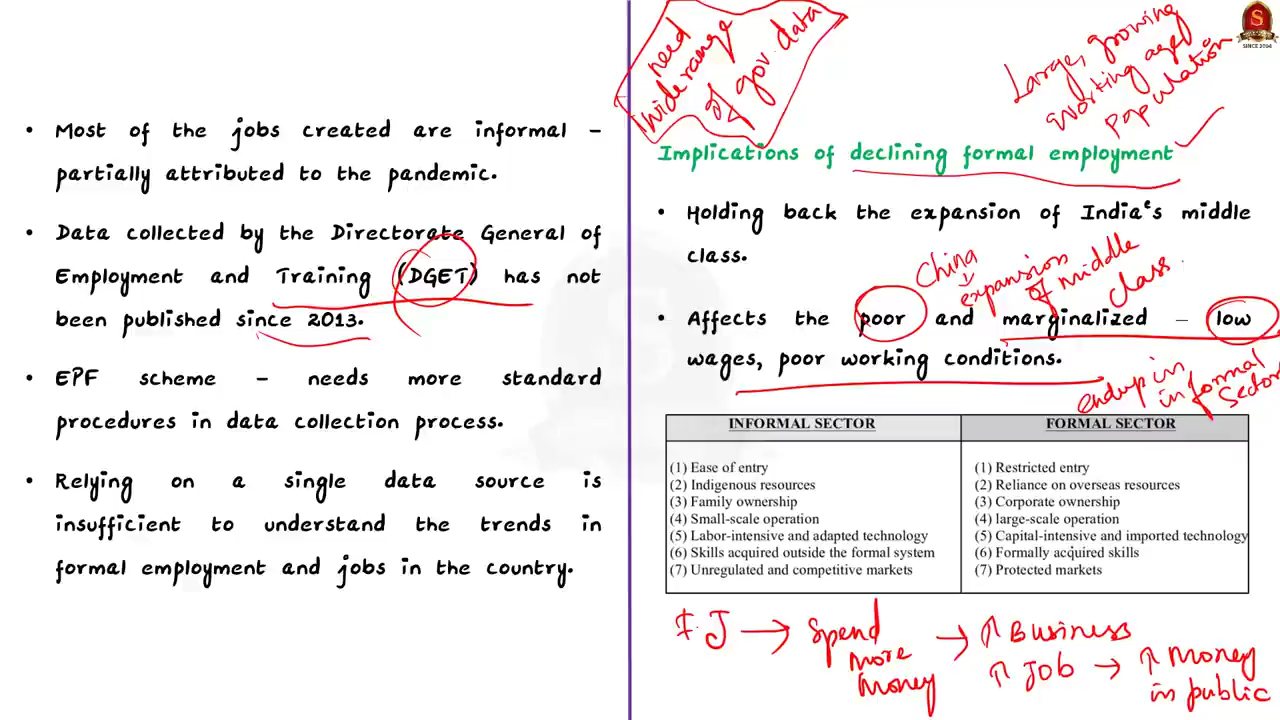 • Most of the jobs created are informal –
partially attributed to the pandemic.
• Data collected by the Directorate General of
Employment and Training (DGET) has not
been published since 2013.
• EPF scheme – needs more standard
procedures in data collection process.
• Relying on a single data source is
insufficient to understand the trends in
formal employment and jobs in the country.
need
wide range
of gov. data
Large, growing
working aged
population
S
SINCE 2004
Implications of declining formal employment
• Holding back the expansion of India's middle
class.
China
expansion
of middle
class.
• Affects the poor and marginalized – low
wages, poor working conditions.
end up in
informal
sector
INFORMAL SECTOR
(1) Ease of entry
(2) Indigenous resources
(3) Family ownership
(4) Small-scale operation
(5) Labor-intensive and adapted technology
(6) Skills acquired outside the formal system
(7) Unregulated and competitive markets
FORMAL SECTOR
(1) Restricted entry
(2) Reliance on overseas resources
(3) Corporate ownership
(4) large-scale operation
(5) Capital-intensive and imported technology
(6) Formally acquired skills
(7) Protected markets
F.J → Spend more money → ↑ Business
↑ Job → ↑ Money in public